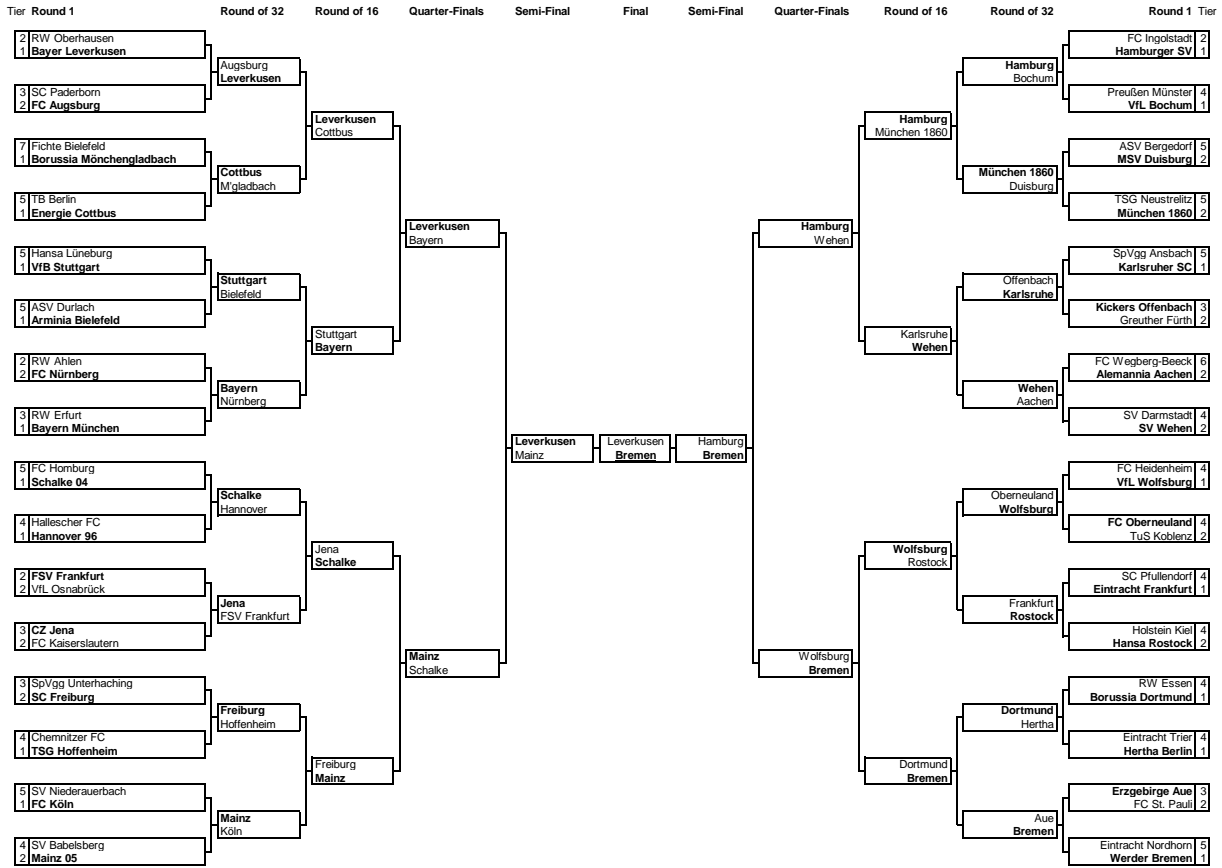 Tier Round 1 Round of 32 Round of 16 Quarter-Finals Semi-Final Final Semi-Final Quarter-Finals Round of 16 Round of 32 Round 1 Tier
2 RW Oberhausen
1 Bayer Leverkusen
3 SC Paderborn
2 FC Augsburg
7 Fichte Bielefeld
1 Borussia Mönchengladbach
5 TB Berlin
1 Energie Cottbus
5 Hansa Lüneburg
1 VfB Stuttgart
5 ASV Durlach
1 Arminia Bielefeld
2 RW Ahlen
2 FC Nürnberg
3 RW Erfurt
1 Bayern München
5 FC Homburg
1 Schalke 04
4 Hallescher FC
1 Hannover 96
2 FSV Frankfurt
2 VfL Osnabrück
3 CZ Jena
2 FC Kaiserslautern
3 SpVgg Unterhaching
2 SC Freiburg
4 Chemnitzer FC
1 TSG Hoffenheim
5 SV Niederauerbach
1 FC Köln
4 SV Babelsberg
2 Mainz 05
Augsburg
Leverkusen
Cottbus
M'gladbach
Stuttgart
Bielefeld
Bayern
Nürnberg
Schalke
Hannover
Jena
FSV Frankfurt
Freiburg
Hoffenheim
Mainz
Köln
Leverkusen
Cottbus
Stuttgart
Bayern
Jena
Schalke
Freiburg
Mainz
Leverkusen
Bayern
Mainz
Schalke
Leverkusen
Mainz
Leverkusen
Bremen
Hamburg
Bremen
Hamburg
Wehen
Wolfsburg
Bremen
Hamburg
München 1860
Karlsruhe
Wehen
Wolfsburg
Rostock
Dortmund
Bremen
Hamburg
Bochum
München 1860
Duisburg
Offenbach
Karlsruhe
Wehen
Aachen
Oberneuland
Wolfsburg
Frankfurt
Rostock
Dortmund
Hertha
Aue
Bremen
FC Ingolstadt 2
Hamburger SV 1
Preußen Münster 4
VfL Bochum 1
ASV Bergedorf 5
MSV Duisburg 2
TSG Neustrelitz 5
München 1860 2
SpVgg Ansbach 5
Karlsruher SC 1
Kickers Offenbach 3
Greuther Fürth 2
FC Wegberg-Beeck 6
Alemannia Aachen 2
SV Darmstadt 4
SV Wehen 2
FC Heidenheim 4
VfL Wolfsburg 1
FC Oberneuland 4
TuS Koblenz 2
SC Pfullendorf 4
Eintracht Frankfurt 1
Holstein Kiel 4
Hansa Rostock 2
RW Essen 4
Borussia Dortmund 1
Eintracht Trier 4
Hertha Berlin 1
Erzgebirge Aue 3
FC St. Pauli 2
Eintracht Nordhorn 5
Werder Bremen 1